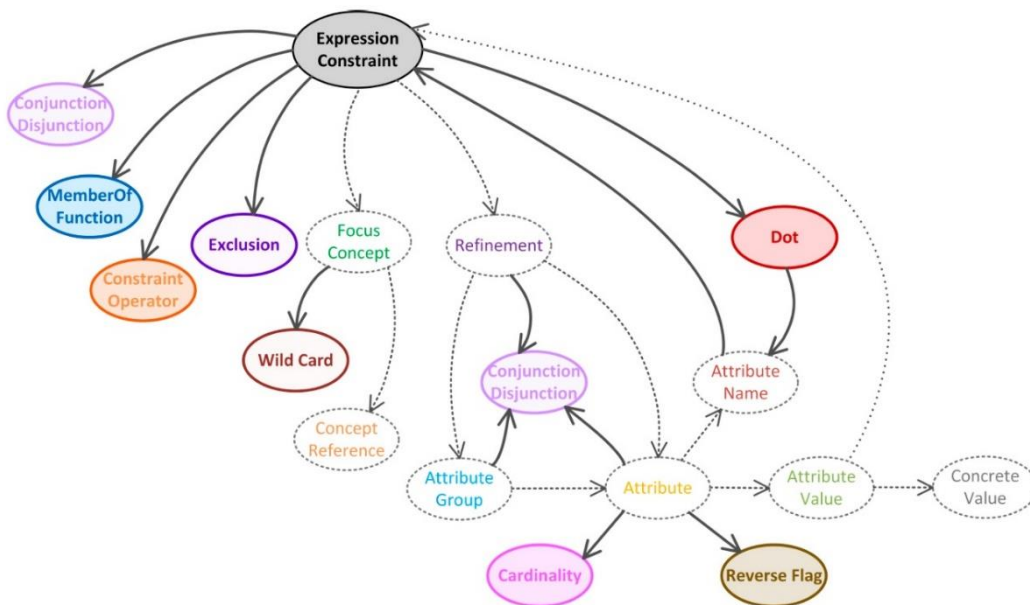 Expression
Constraint
Conjunction
Disjunction
MemberOf
Function
Exclusion
Focus
Concept
Refinement
Dot
Constraint
Operator
Wild Card
Conjunction
Disjunction
Attribute
Name
Concept
Reference
Attribute
Group
Attribute
Attribute
Value
Concrete
Value
Cardinality
Reverse Flag